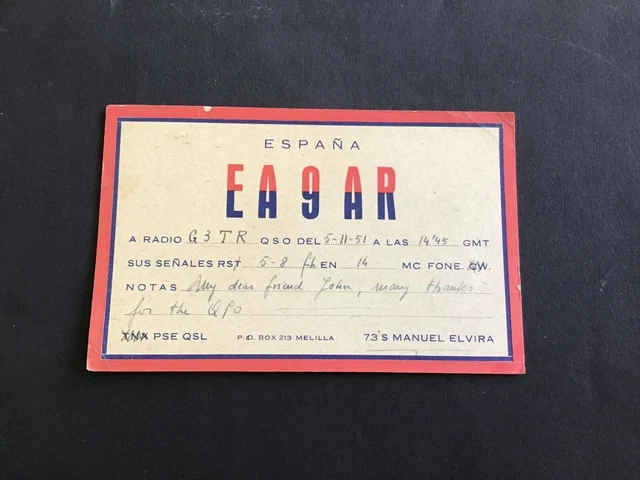 ESPAÑA
EA9AR
A RADIO G3TR QSO DEL 5-11-51 A LAS 14'45 GMT
SUS SEÑALES RST 5-8 fh EN 14 MC FONE. CW.
NOTAS My dear friend John, many thanks
for the QSO
TNX PSE QSL P.O. BOX 213 MELILLA 73'S MANUEL ELVIRA